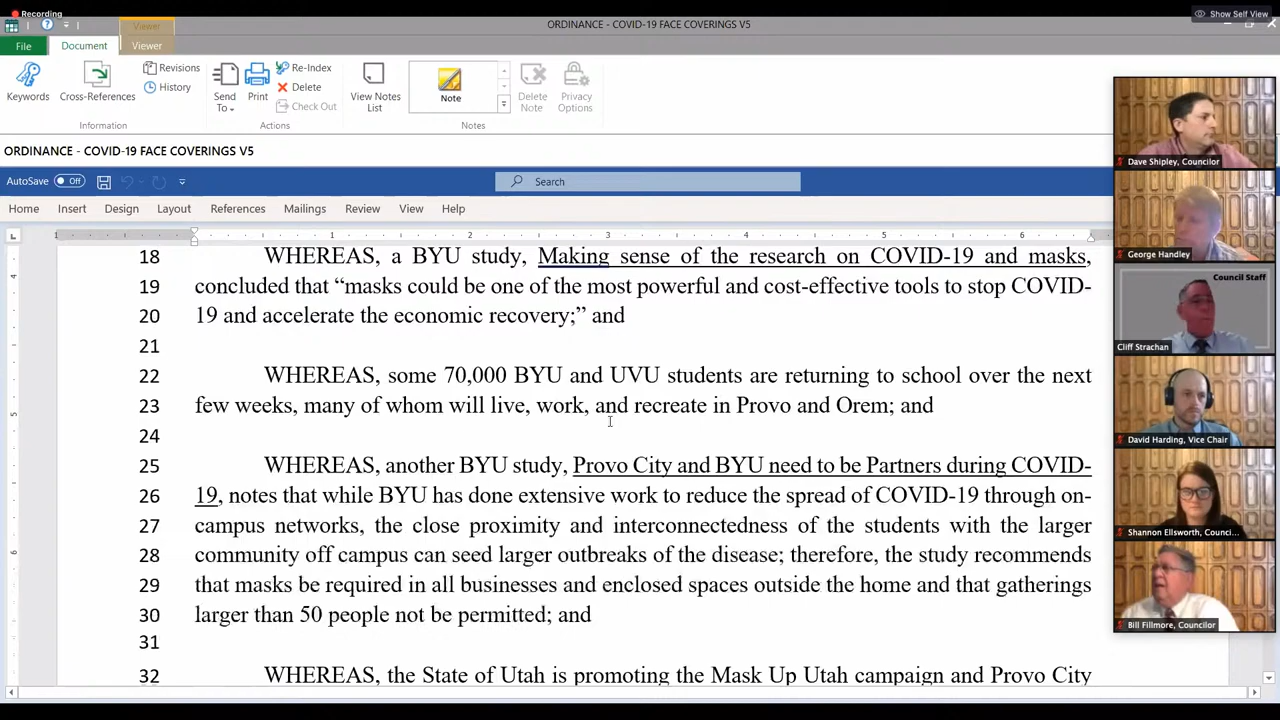 Recording
Show Self View
Viewer
ORDINANCE - COVID-19 FACE COVERINGS V5
File
Document
Viewer
Keywords
Cross-References
Revisions
History
Information
Send To
Print
Re-Index
Delete
Check Out
Actions
View Notes List
Note
Delete Note
Privacy Options
Notes
ORDINANCE - COVID-19 FACE COVERINGS V5
AutoSave Off
Search
Home Insert Design Layout References Mailings Review View Help
1 1 2 3 4 5 6
18 WHEREAS, a BYU study, Making sense of the research on COVID-19 and masks,
19 concluded that “masks could be one of the most powerful and cost-effective tools to stop COVID-
20 19 and accelerate the economic recovery;” and
21
22 WHEREAS, some 70,000 BYU and UVU students are returning to school over the next
23 few weeks, many of whom will live, work, and recreate in Provo and Orem; and
24
25 WHEREAS, another BYU study, Provo City and BYU need to be Partners during COVID-
26 19, notes that while BYU has done extensive work to reduce the spread of COVID-19 through on-
27 campus networks, the close proximity and interconnectedness of the students with the larger
28 community off campus can seed larger outbreaks of the disease; therefore, the study recommends
29 that masks be required in all businesses and enclosed spaces outside the home and that gatherings
30 larger than 50 people not be permitted; and
31
32 WHEREAS, the State of Utah is promoting the Mask Up Utah campaign and Provo City
4
5
6
Dave Shipley, Councilor
George Handley
Council Staff
Cliff Strachan
David Harding, Vice Chair
Shannon Ellsworth, Counci...
Bill Fillmore, Councilor